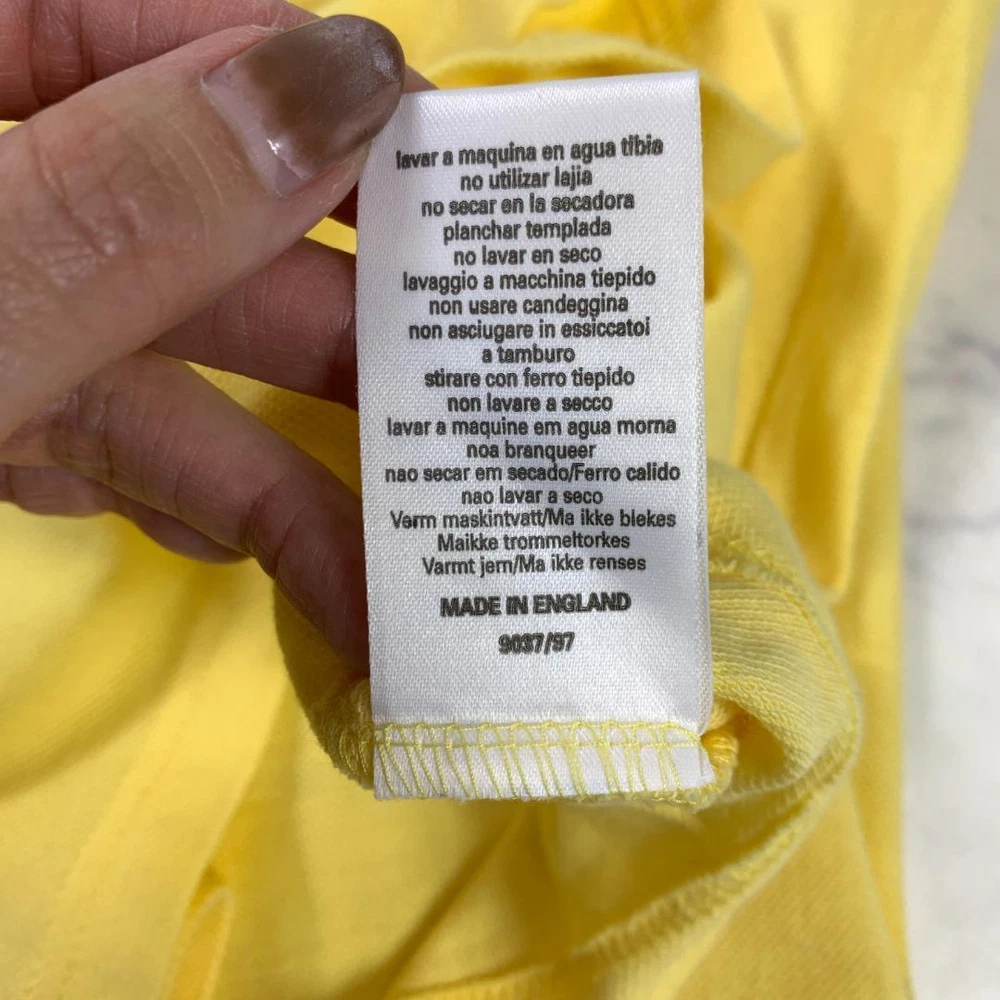 lavar a maquina en agua tibia
no utilizar lajia
no secar en la secadora
planchar templada
no lavar en seco
lavaggio a macchina tiepido
non usare candeggina
non asciugare in essiccatoi
a tamburo
stirare con ferro tiepido
non lavare a secco
lavar a maquine em agua morna
noa branqueer
nao secar em secado/Ferro calido
nao lavar a seco
Varm maskintvatt/Ma ikke blekes
Maikke trommeltorkes
Varmt jern/Ma ikke renses
MADE IN ENGLAND
9037/97